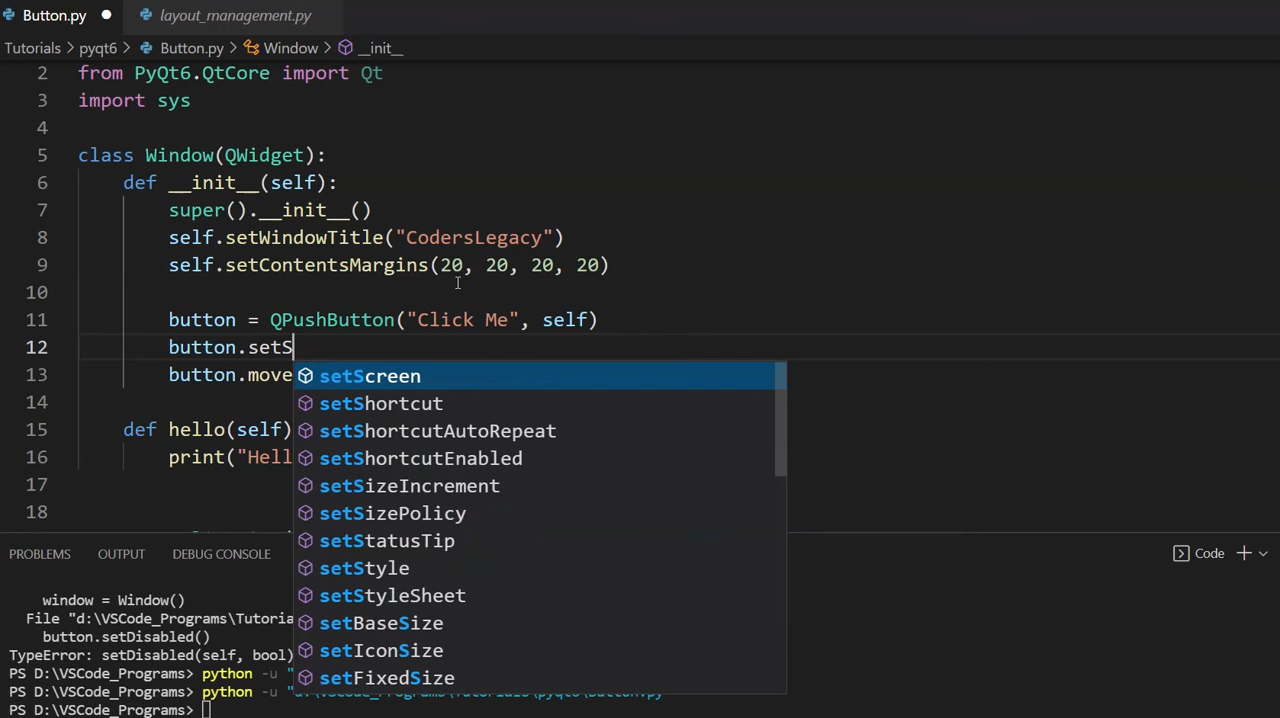 Button.py layout_management.py
Tutorials > pyqt6 > Button.py > Window > __init__
2 from PyQt6.QtCore import Qt
3 import sys
4
5 class Window(QWidget):
6 def __init__(self):
7 super().__init__()
8 self.setWindowTitle("CodersLegacy")
9 self.setContentsMargins(20, 20, 20, 20)
10
11 button = QPushButton("Click Me", self)
12 button.setS
setScreen
13 button.move
setShortcut
14
15 def hello(self)
setShortcutAutoRepeat
16 print("Hell
setShortcutEnabled
17
setSizeIncrement
18
setSizePolicy
setStatusTip
setStyle
setStyleSheet
setBaseSize
setIconSize
setFixedSize
PROBLEMS OUTPUT DEBUG CONSOLE Code
window = Window()
File "d:\VSCode_Programs\Tutoria
button.setDisabled()
TypeError: setDisabled(self, bool)
PS D:\VSCode_Programs> python -u "
PS D:\VSCode_Programs> python -u "d:\VSCode_Programs\Tutorials\pyqt6\Button.py
PS D:\VSCode_Programs>